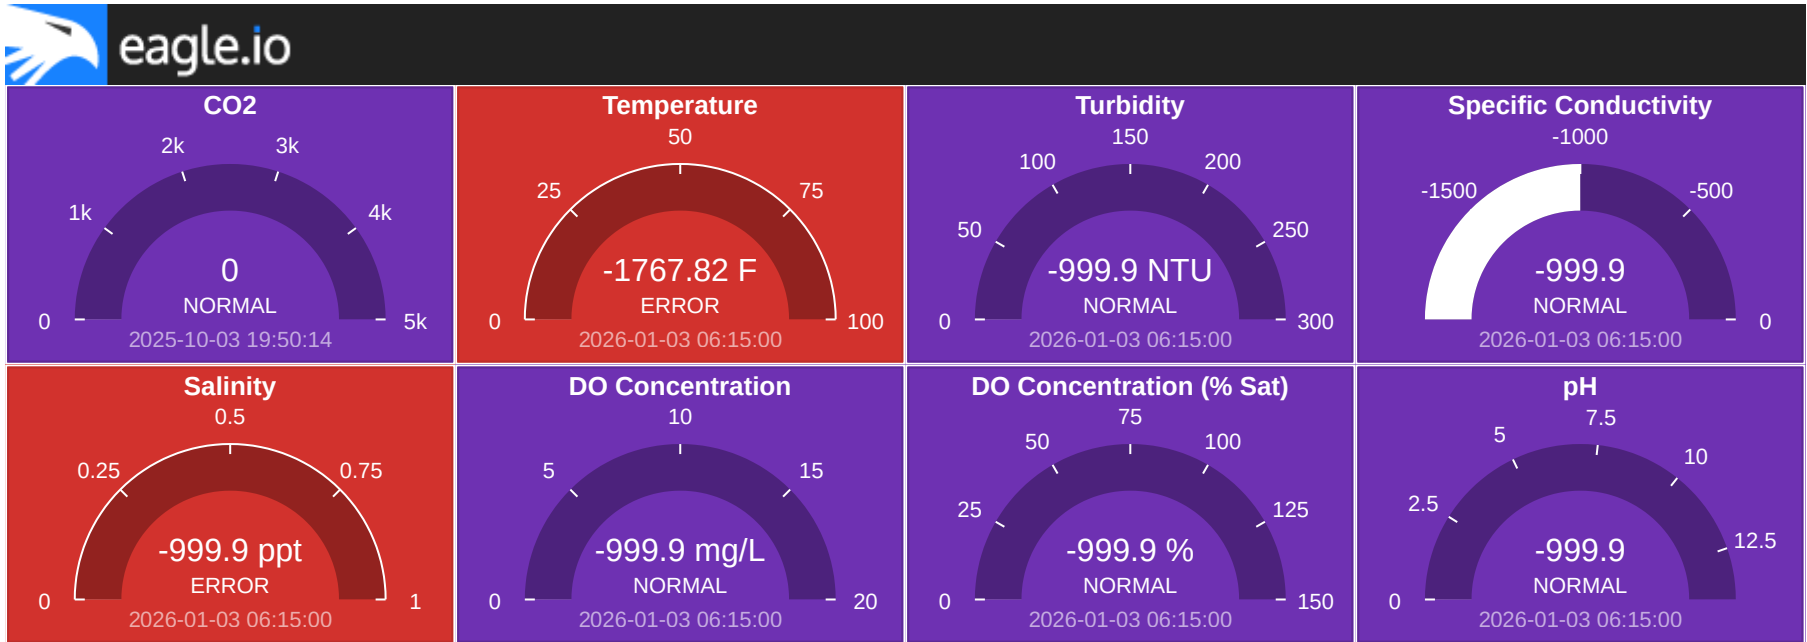 eagle.io
CO2
2k
3k
1k
4k
0
NORMAL
0
5k
2025-10-03 19:50:14
Temperature
50
25
75
-1767.82 F
ERROR
0
100
2026-01-03 06:15:00
Turbidity
150
100
200
50
250
-999.9 NTU
NORMAL
0
300
2026-01-03 06:15:00
Specific Conductivity
-1000
-1500
-500
-999.9
NORMAL
0
2026-01-03 06:15:00
Salinity
0.5
0.25
0.75
-999.9 ppt
ERROR
0
1
2026-01-03 06:15:00
DO Concentration
10
5
15
-999.9 mg/L
NORMAL
0
20
2026-01-03 06:15:00
DO Concentration (% Sat)
75
50
100
25
125
-999.9 %
NORMAL
0
150
2026-01-03 06:15:00
pH
7.5
5
10
2.5
12.5
-999.9
NORMAL
0
2026-01-03 06:15:00